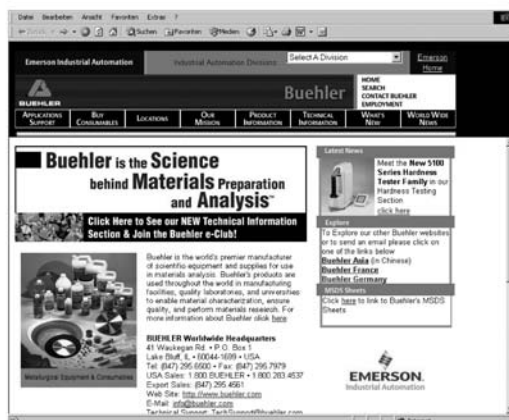 Datei Bearbeiten Ansicht Favoriten Extras ?
Suchen Favoriten Medien
Emerson Industrial Automation
Industrial Automation Divisions
Select A Division
Emerson
Home
BUEHLER
Buehler
HOME
SEARCH
CONTACT BUEHLER
EMPLOYMENT
APPLICATIONS SUPPORT
BUY CONSUMABLES
LOCATIONS
OUR MISSION
PRODUCT INFORMATION
TECHNICAL INFORMATION
WHAT'S NEW
WORLD WIDE NEWS
Buehler is the Science
behind Materials Preparation
and Analysis™
Click Here to See our NEW Technical Information
Section & Join the Buehler e-Club!
Metallurgical Equipment & Consumables
Buehler is the world's premier manufacturer
of scientific equipment and supplies for use
in materials analysis. Buehler's products are
used throughout the world in manufacturing
facilities, quality laboratories, and universities
to enable material characterization, ensure
quality, and perform materials research. For
more information about Buehler click here
BUEHLER Worldwide Headquarters
41 Waukegan Rd. • P.O. Box 1
Lake Bluff, IL • 60044-1699 • USA
Tel: (847) 295.6500 • Fax: (847) 295.7979
USA Sales: 1.800.BUEHLER • 1.800.283.4537
Export Sales: (847) 295.4661
Web Site: http://www.buehler.com
E-Mail: info@buehler.com
Technical Support: TechSupport@buehler.com
Latest News
Meet the New 5100
Series Hardness
Tester Family in our
Hardness Testing
Section
click here
Explore
To Explore our other Buehler websites
or to send an email please click on
one of the links below
Buehler Asia (in Chinese)
Buehler France
Buehler Germany
MSDS Sheets
Click here to link to Buehler's MSDS
Sheets
EMERSON.
Industrial Automation